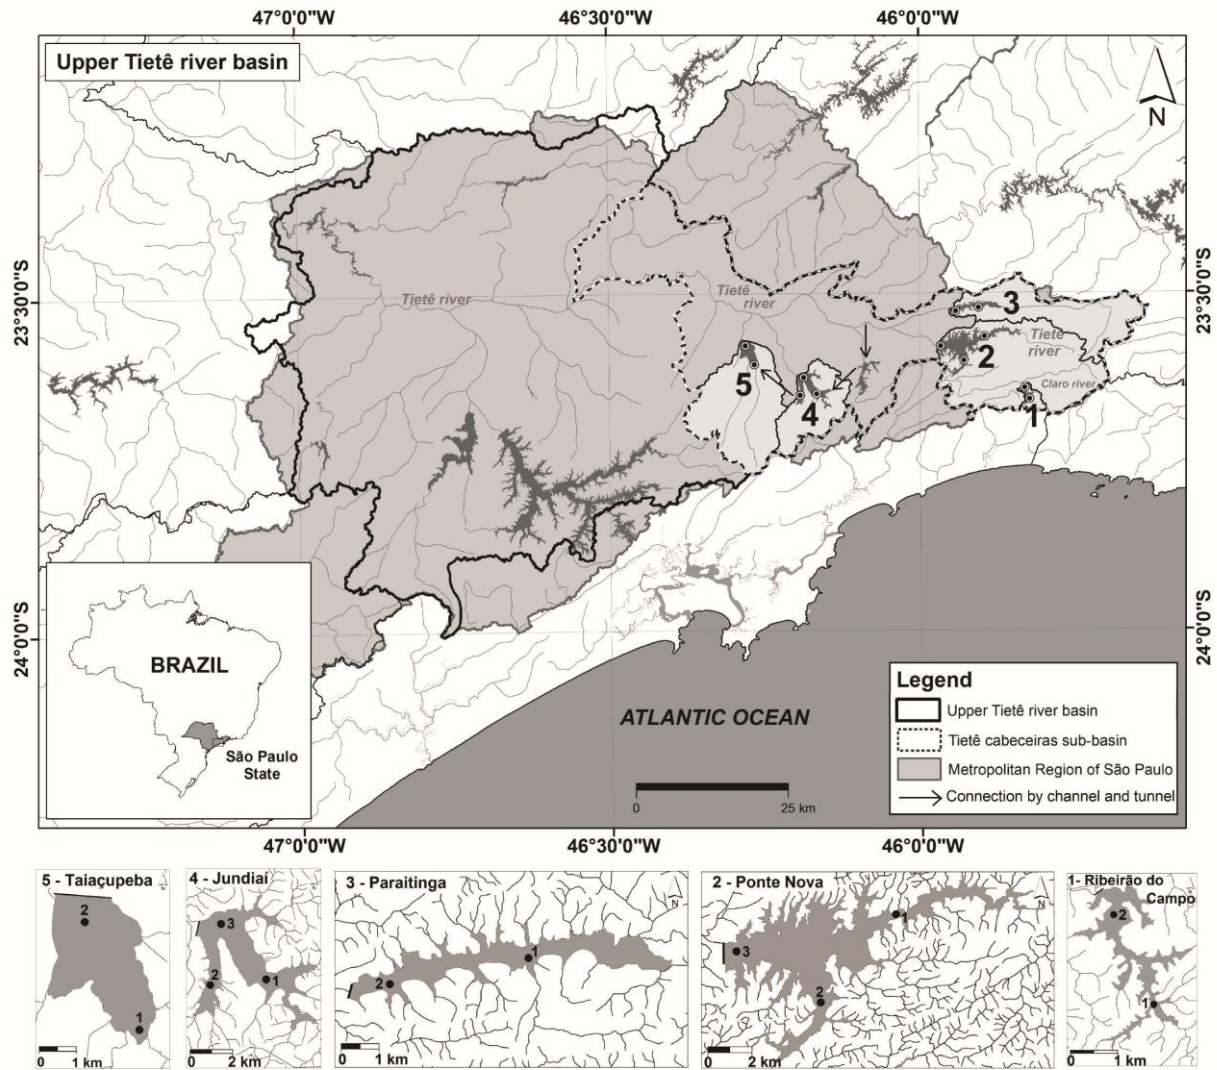 47°0'0"W
46°30'0"W
46°0'0"W
Upper Tietê river basin
N
23°30'0"S
23°30'0"S
Tietê river
Tietê
river
3
Tietê
river
2
5
Claro river
4
1
24°0'0"S
24°0'0"S
BRAZIL
São Paulo
State
ATLANTIC OCEAN
0
25 km
Legend
Upper Tietê river basin
Tietê cabeceiras sub-basin
Metropolitan Region of São Paulo
Connection by channel and tunnel
47°0'0"W
46°30'0"W
46°0'0"W
5 - Taiaçupeba
2
1
0
1 km
4 - Jundiaí
3
2
1
0
2 km
3 - Paraitinga
N
1
2
0
1 km
2 - Ponte Nova
N
1
3
2
0
2 km
1- Ribeirão do
Campo
2
1
0
1 km